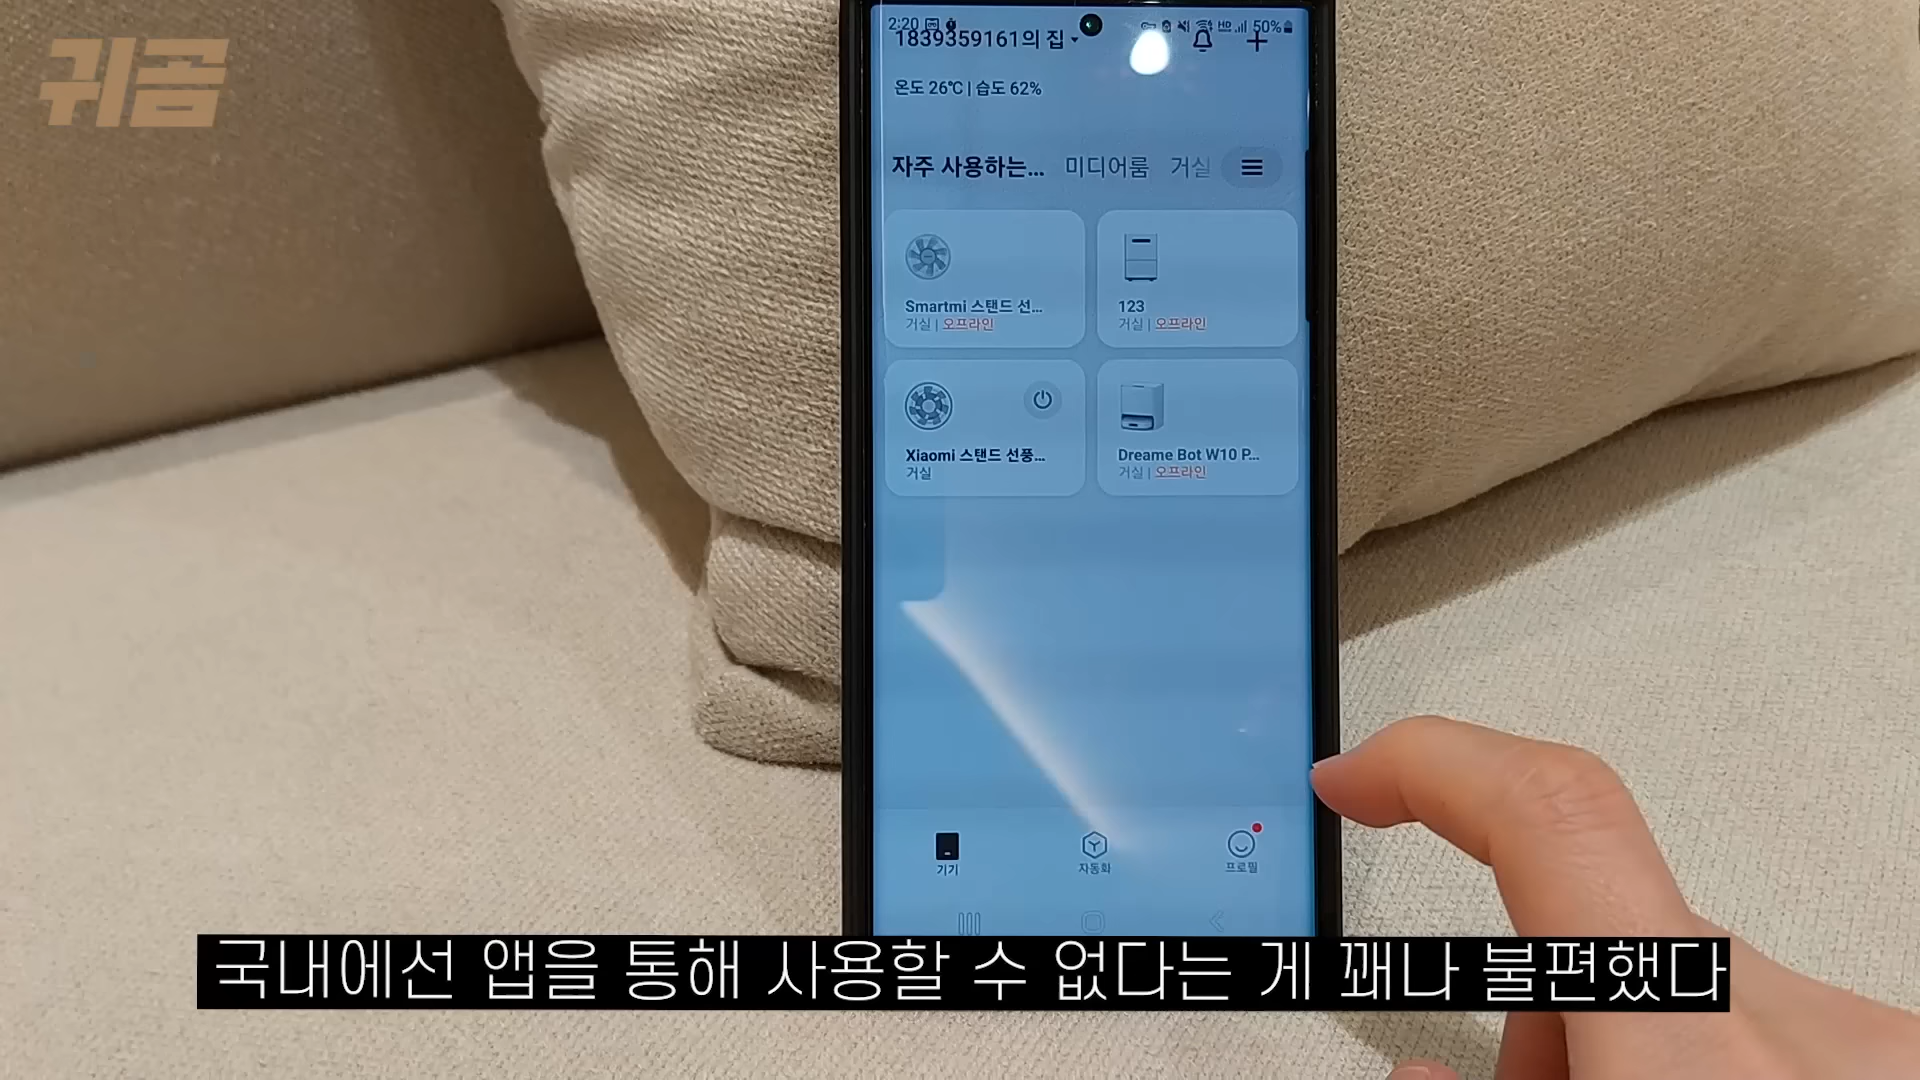 귀곰
2:20
50%
1839359161의 집
온도 26℃ | 습도 62%
자주 사용하는... 미디어룸 거실
Smartmi 스탠드 선...
거실 | 오프라인
123
거실 | 오프라인
Xiaomi 스탠드 선풍...
거실
Dreame Bot W10 P...
거실 | 오프라인
기기 자동화 프로필
국내에선 앱을 통해 사용할 수 없다는 게 꽤나 불편했다